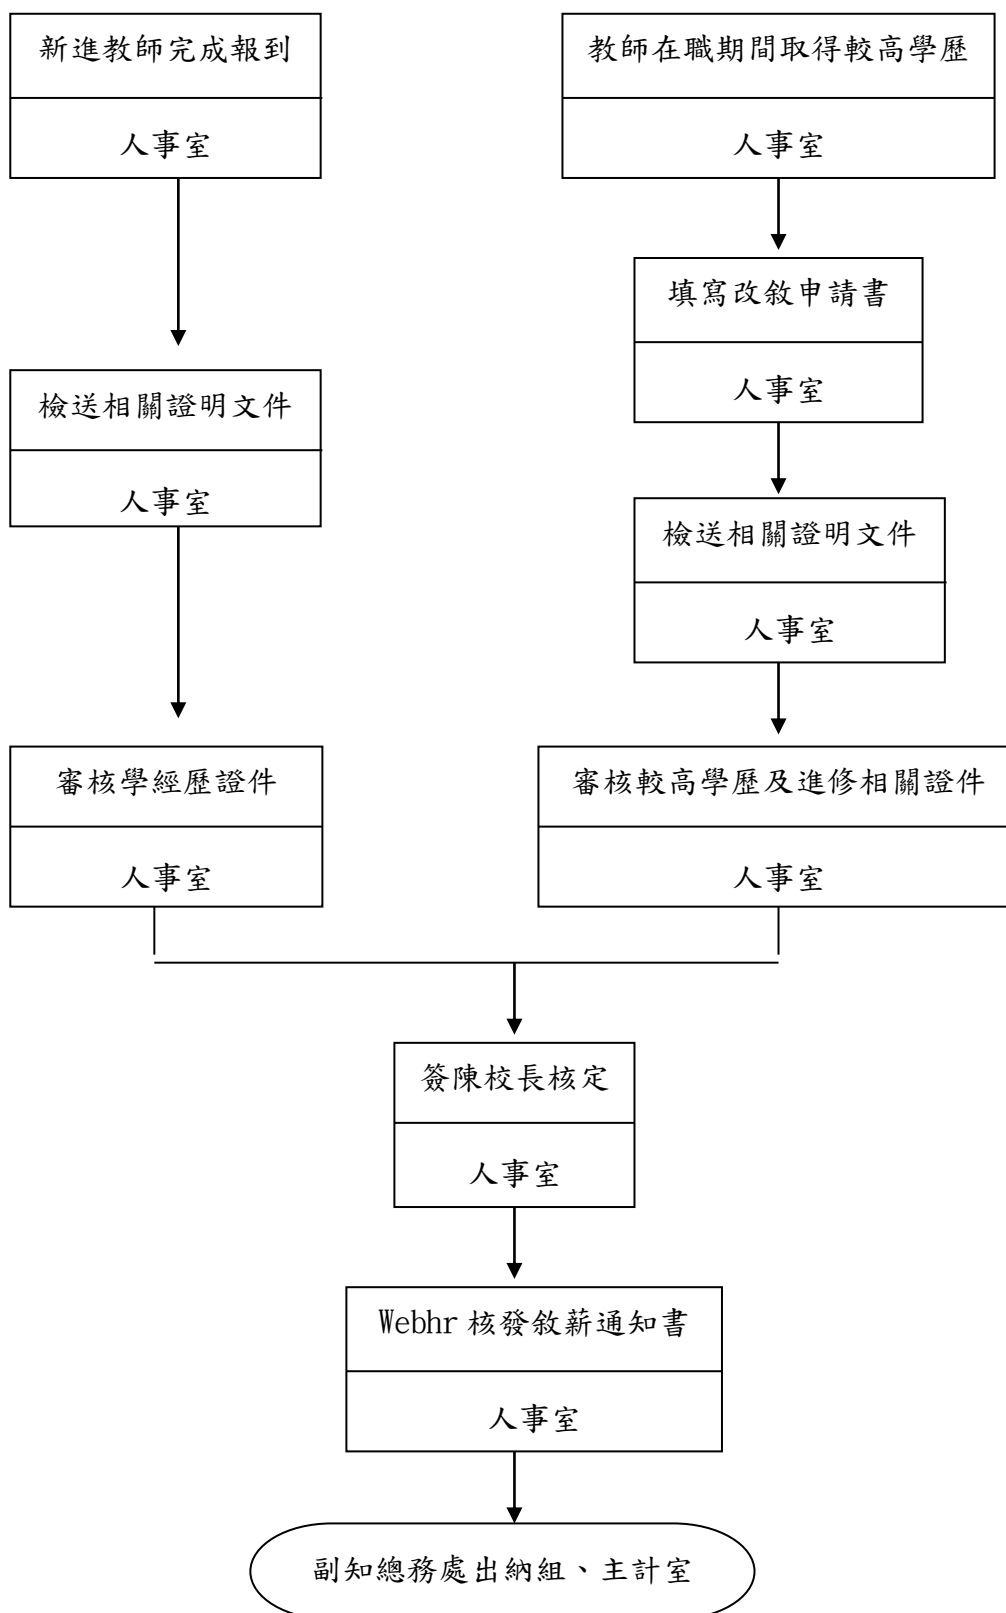 新進教師完成報到
人事室
檢送相關證明文件
人事室
審核學經歷證件
人事室
教師在職期間取得較高學歷
人事室
填寫改敘申請書
人事室
檢送相關證明文件
人事室
審核較高學歷及進修相關證件
人事室
簽陳校長核定
人事室
Webhr 核發敘薪通知書
人事室
副知總務處出納組、主計室